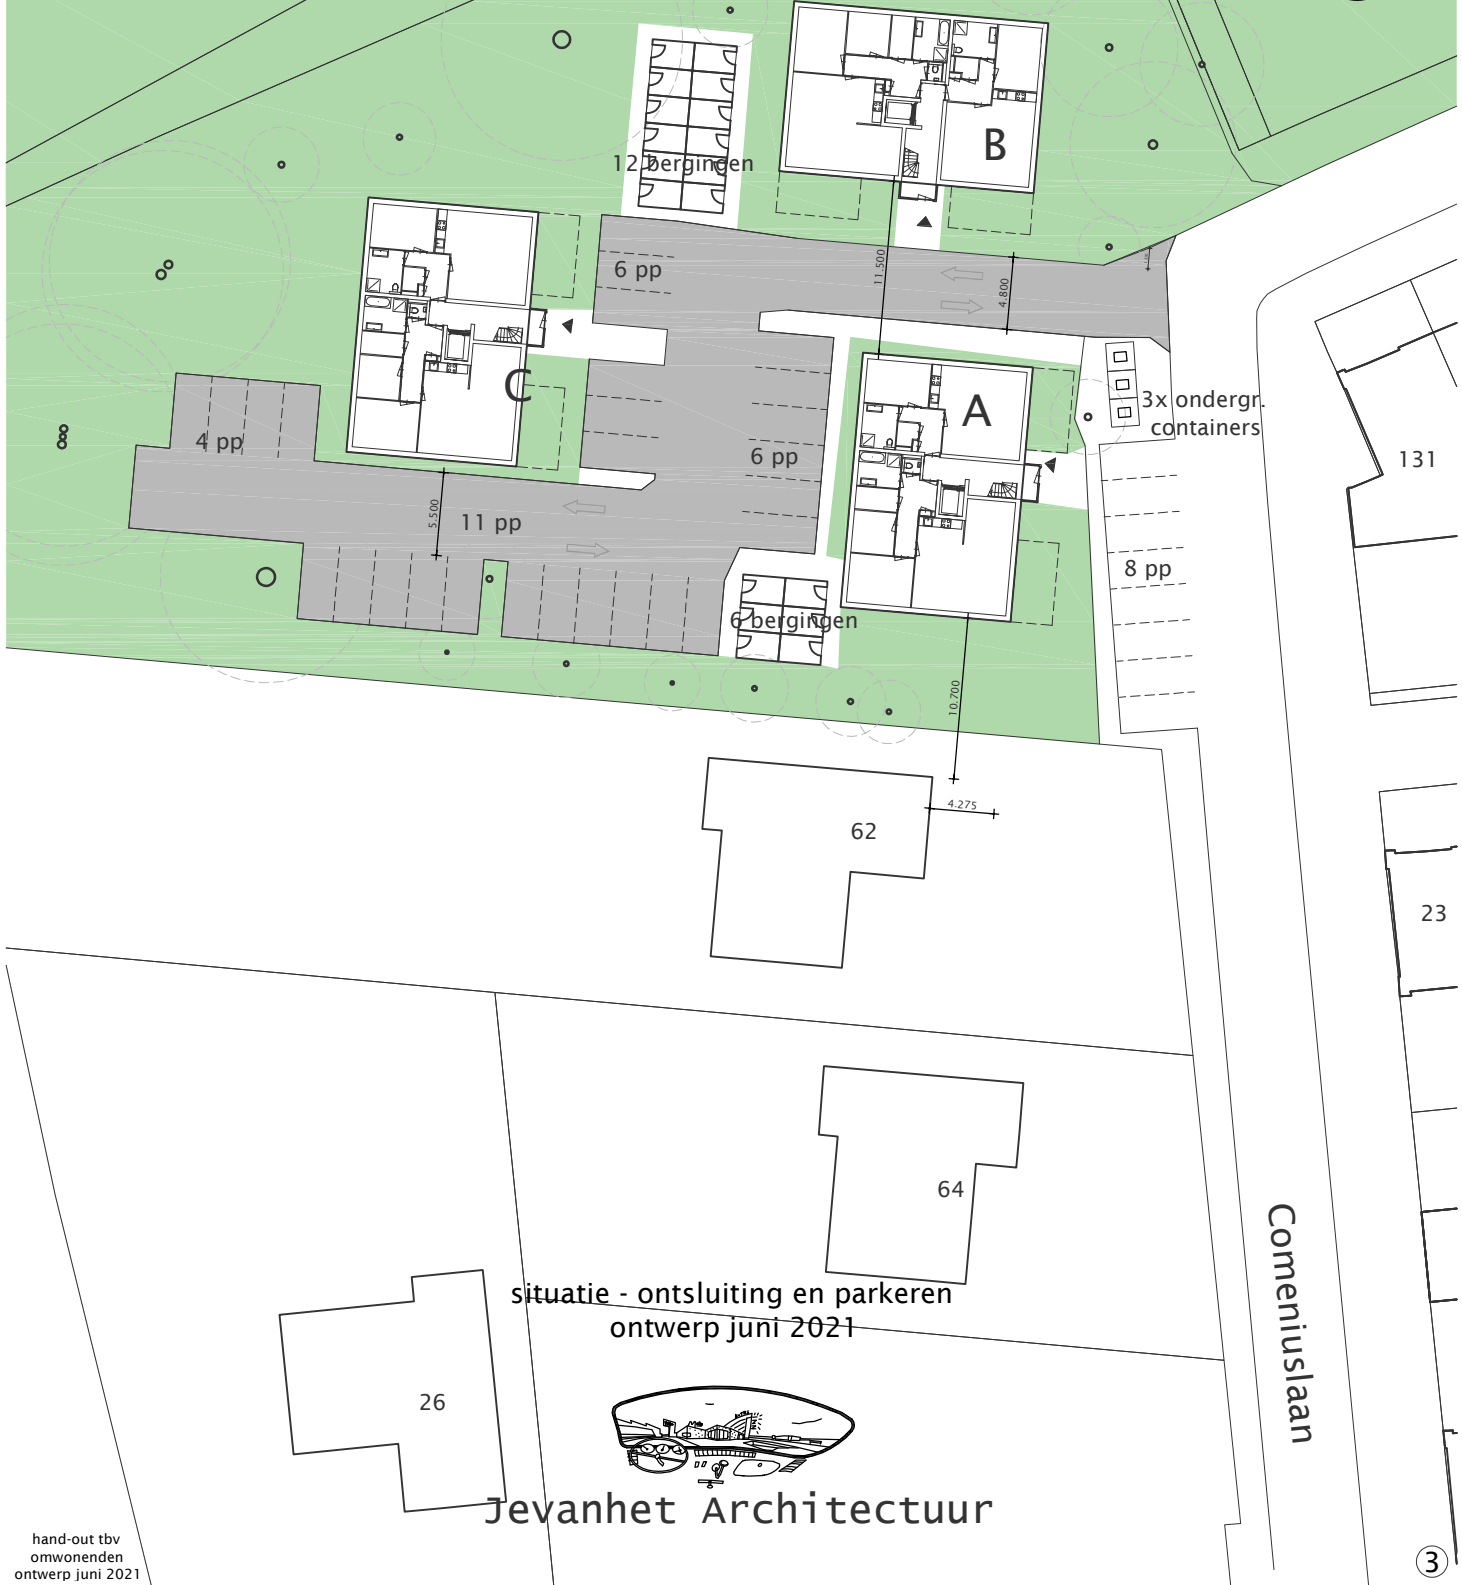 B
12 bergingen
6 pp
11.500
4.800
C
A
3x ondergr.
containers
4 pp
6 pp
131
5.500
11 pp
8 pp
6 bergingen
10.700
4.275
62
23
64
Comeniuslaan
situatie - ontsluiting en parkeren
ontwerp juni 2021
26
Jevanhet Architectuur
hand-out tbv
omwonenden
ontwerp juni 2021
3